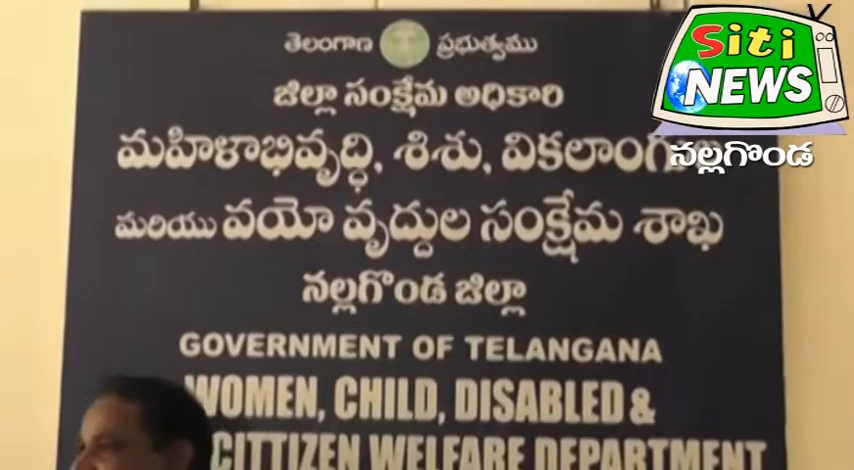 తెలంగాణ ప్రభుత్వము
జిల్లా సంక్షేమ అధికారి
మహిళాభివృద్ధి, శిశు,
మరియు వయో వృద్దుల సంక్షేమ శాఖ
నల్లగొండ జిల్లా
GOVERNMENT OF TELANGANA
WOMEN, CHILD, DISABLED &
CITTIZEN WELFARE DEPARTMENT
Siti
NEWS
నల్లగొండ